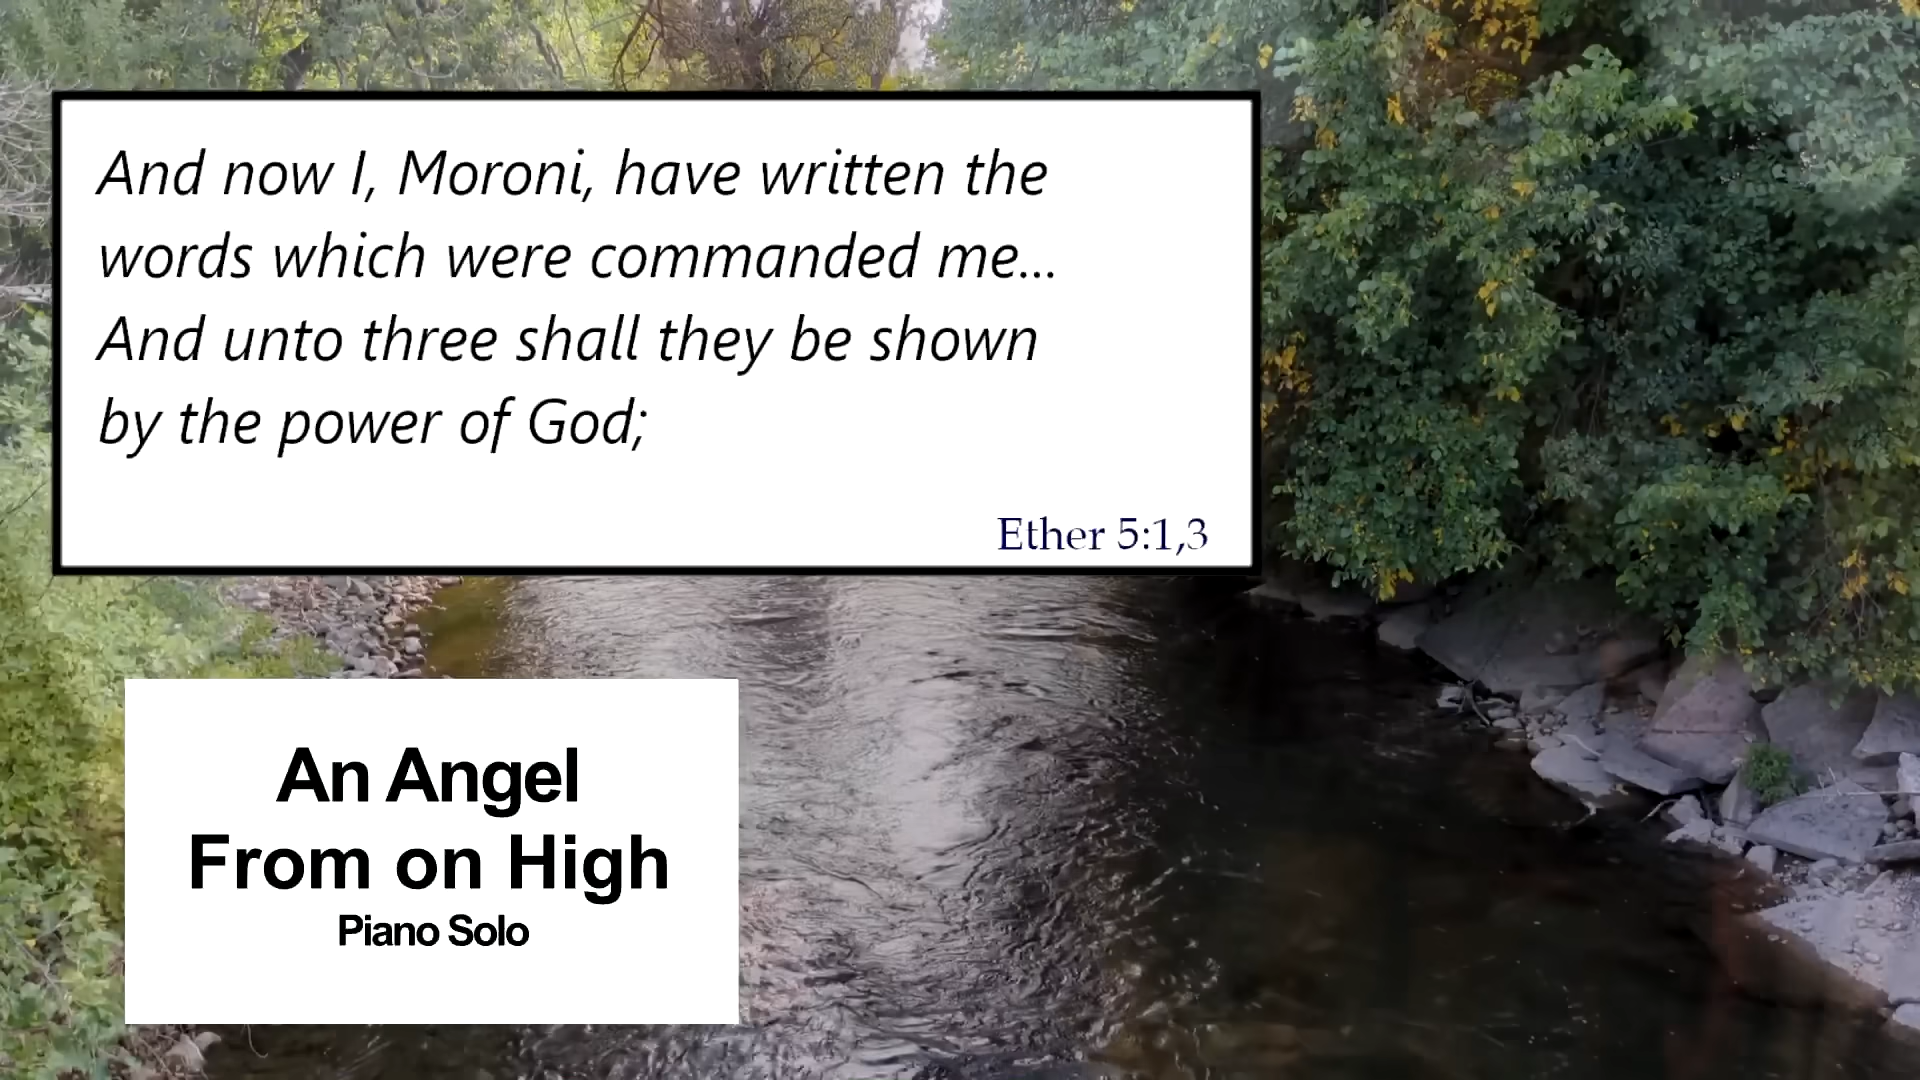 And now I, Moroni, have written the
words which were commanded me...
And unto three shall they be shown
by the power of God;
Ether 5:1,3
An Angel
From on High
Piano Solo